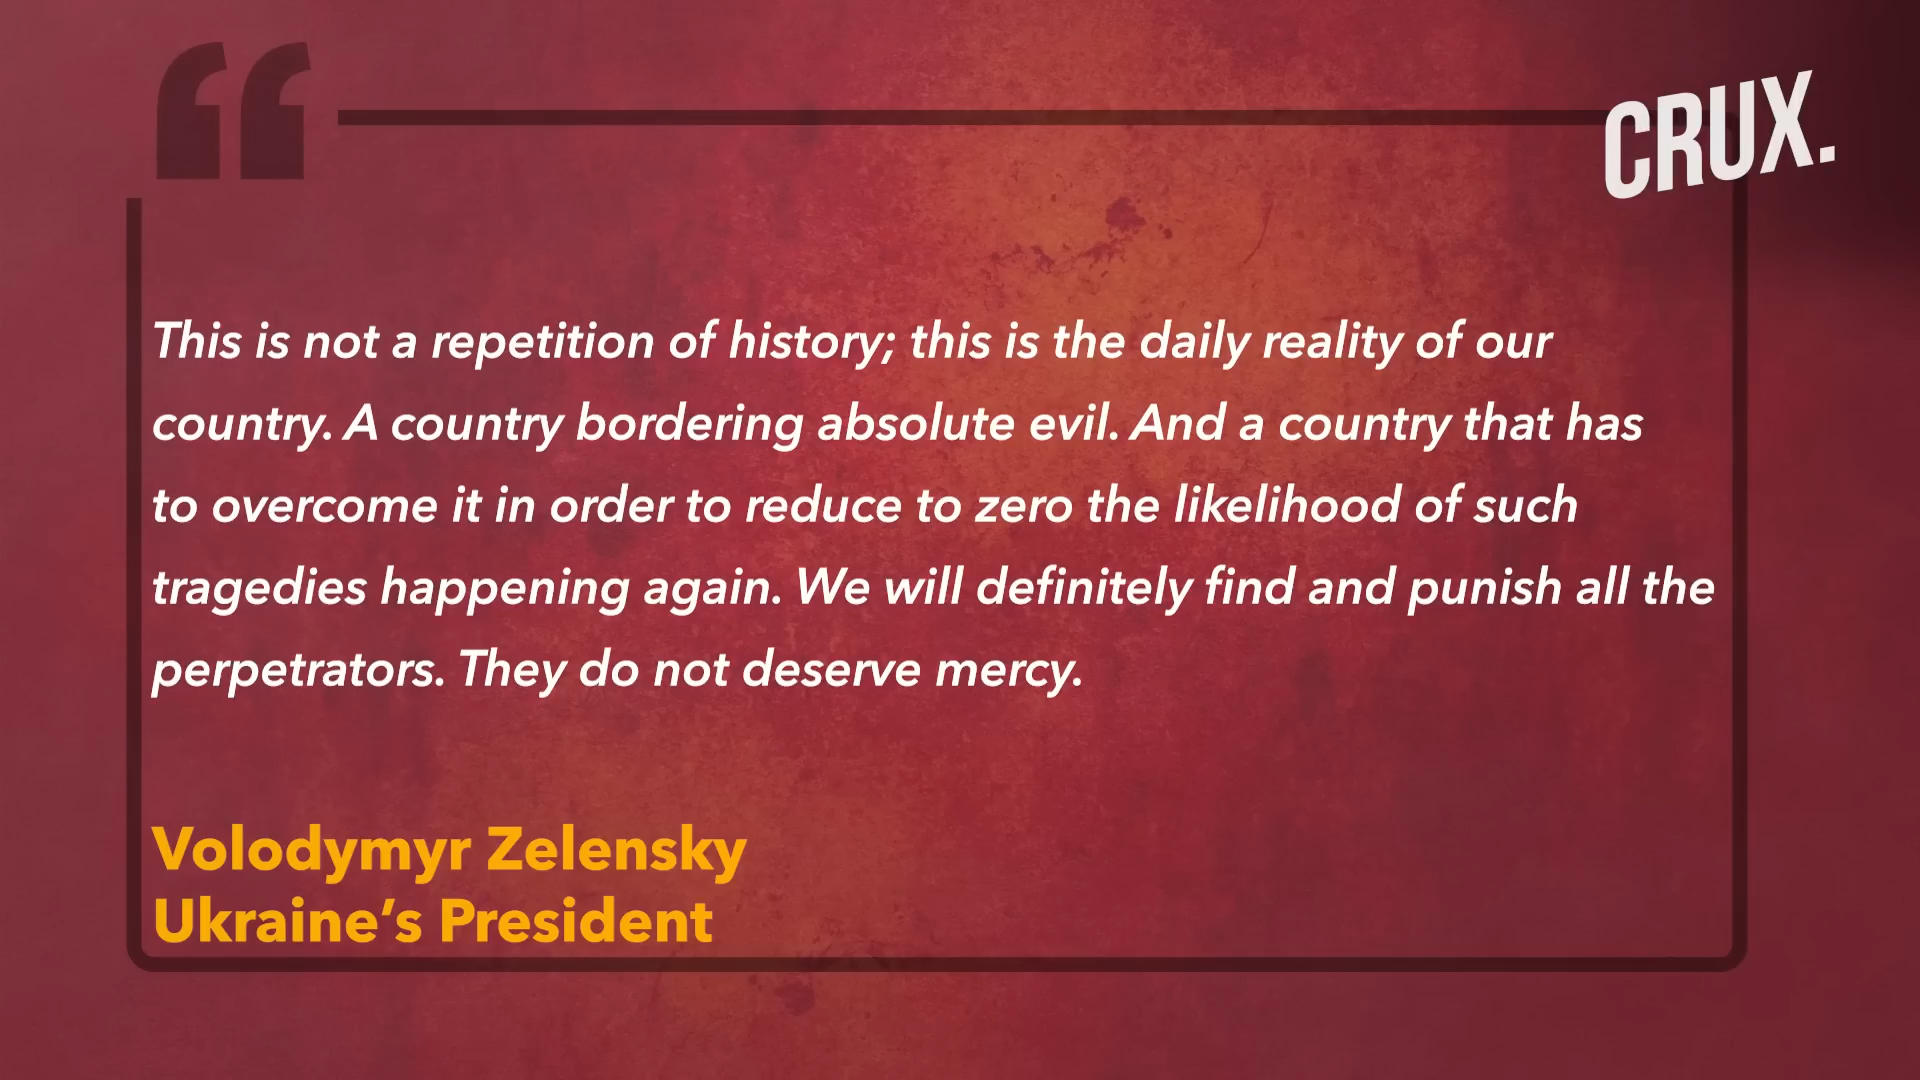 CRUX.
This is not a repetition of history; this is the daily reality of our
country. A country bordering absolute evil. And a country that has
to overcome it in order to reduce to zero the likelihood of such
tragedies happening again. We will definitely find and punish all the
perpetrators. They do not deserve mercy.
Volodymyr Zelensky
Ukraine’s President